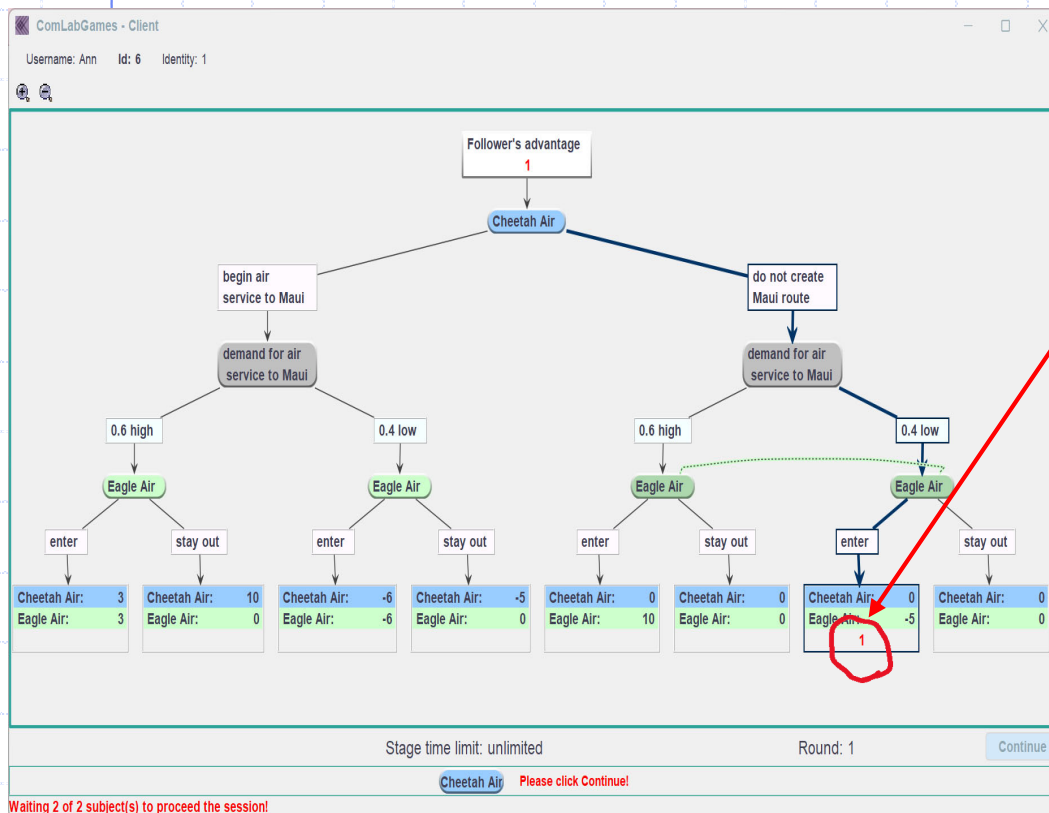 ComLabGames - Client
Username: Ann Id: 6 Identity: 1
Follower's advantage
1
Cheetah Air
begin air
service to Maui
do not create
Maui route
demand for air
service to Maui
demand for air
service to Maui
0.6 high
0.4 low
0.6 high
0.4 low
Eagle Air
Eagle Air
Eagle Air
Eagle Air
enter
stay out
enter
stay out
enter
stay out
enter
stay out
Cheetah Air: 3
Eagle Air: 3
Cheetah Air: 10
Eagle Air: 0
Cheetah Air: -6
Eagle Air: -6
Cheetah Air: -5
Eagle Air: 0
Cheetah Air: 0
Eagle Air: 10
Cheetah Air: 0
Eagle Air: 0
Cheetah Air: 0
Eagle Air: -5
1
Cheetah Air: 0
Eagle Air: 0
Stage time limit: unlimited
Round: 1
Continue
Cheetah Air Please click Continue!
Waiting 2 of 2 subject(s) to proceed the session!